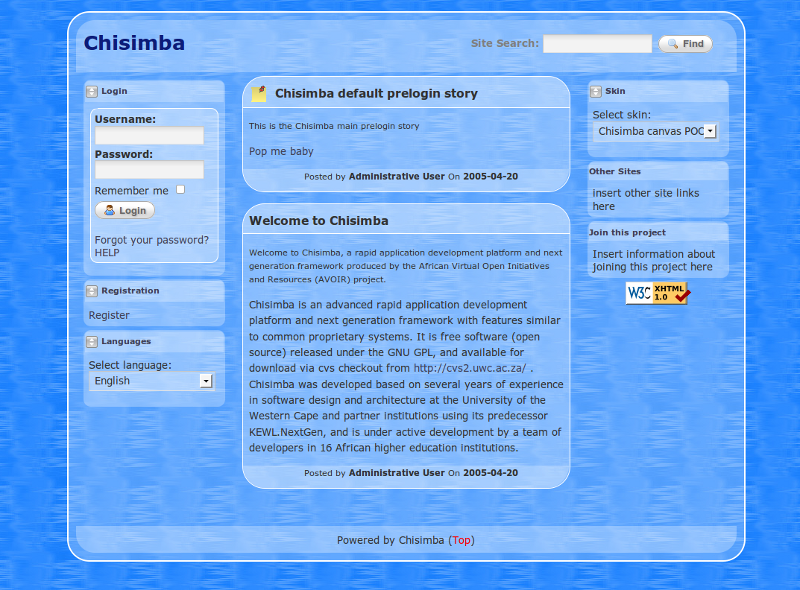 Chisimba
Site Search:
Find
Login
Username:
Password:
Remember me
Login
Forgot your password?
HELP
Registration
Register
Languages
Select language:
English
Chisimba default prelogin story
This is the Chisimba main prelogin story
Pop me baby
Posted by Administrative User On 2005-04-20
Welcome to Chisimba
Welcome to Chisimba, a rapid application development platform and next
generation framework produced by the African Virtual Open Initiatives
and Resources (AVOIR) project.
Chisimba is an advanced rapid application development
platform and next generation framework with features similar
to common proprietary systems. It is free software (open
source) released under the GNU GPL, and available for
download via cvs checkout from http://cvs2.uwc.ac.za/ .
Chisimba was developed based on several years of experience
in software design and architecture at the University of the
Western Cape and partner institutions using its predecessor
KEWL.NextGen, and is under active development by a team of
developers in 16 African higher education institutions.
Posted by Administrative User On 2005-04-20
Skin
Select skin:
Chisimba canvas POC
Other Sites
insert other site links
here
Join this project
Insert information about
joining this project here
W3C XHTML
1.0
Powered by Chisimba (Top)